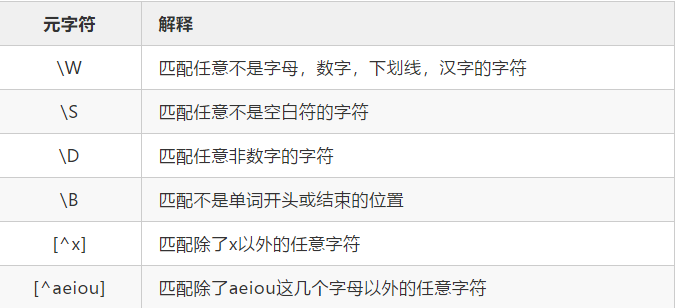 元字符 解释
\W 匹配任意不是字母，数字，下划线，汉字的字符
\S 匹配任意不是空白符的字符
\D 匹配任意非数字的字符
\B 匹配不是单词开头或结束的位置
[^x] 匹配除了x以外的任意字符
[^aeiou] 匹配除了aeiou这几个字母以外的任意字符